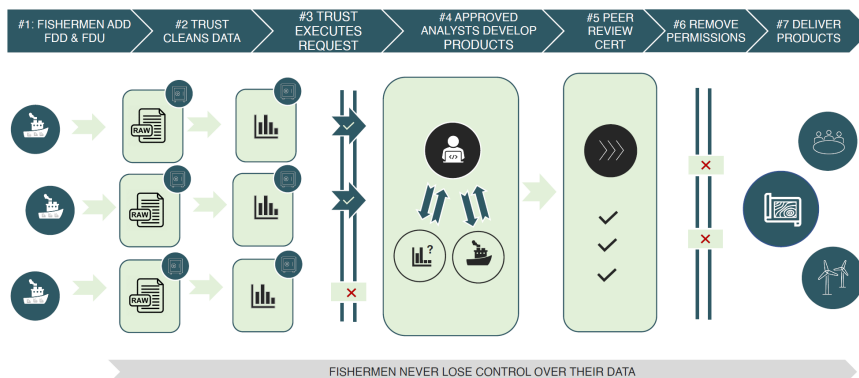 #1: FISHERMEN ADD
FDD & FDU
#2 TRUST
CLEANS DATA
#3 TRUST
EXECUTES
REQUEST
#4 APPROVED
ANALYSTS DEVELOP
PRODUCTS
#5 PEER
REVIEW
CERT
#6 REMOVE
PERMISSIONS
#7 DELIVER
PRODUCTS
RAW
RAW
RAW
</>
?
FISHERMEN NEVER LOSE CONTROL OVER THEIR DATA